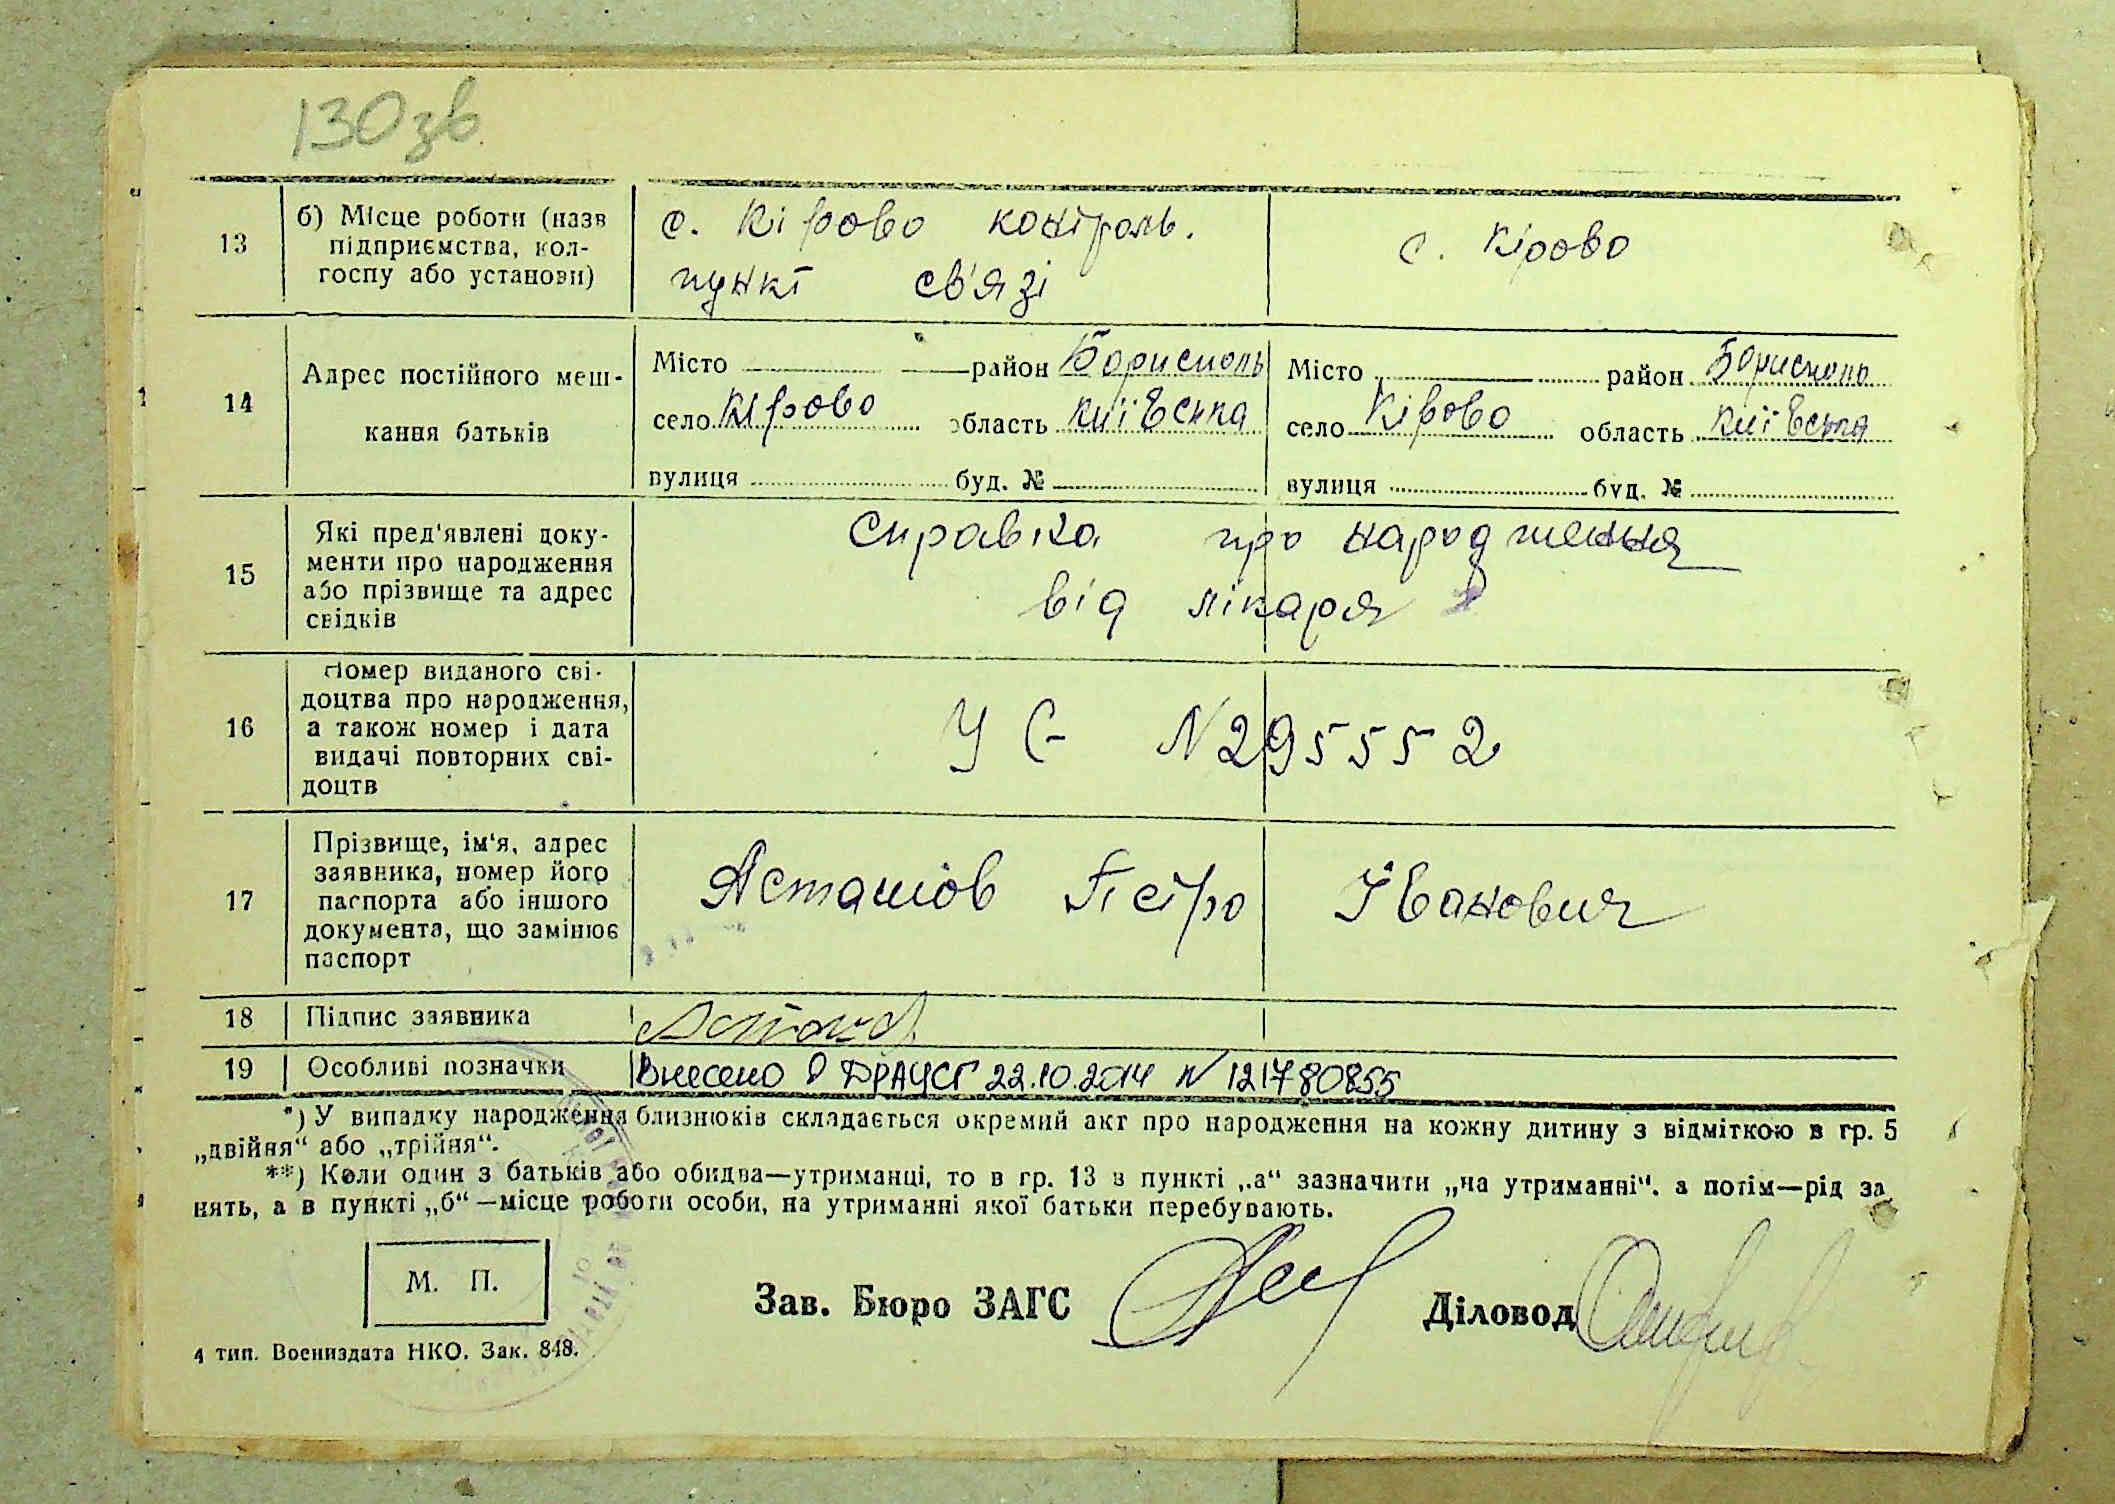 130зв.
13
б) Місце роботи (назв
підприємства, кол-
госпу або установи)
с. Кірово контроль.
пункт св'язі
с. Кірово
14
Адрес постійного меш-
кання батьків
Місто район Борисполь
село Кірово область Київська
вулиця буд. №
Місто район Борисполь
село Кірово область Київська
вулиця буд. №
15
Які пред'явлені доку-
менти про народження
або прізвище та адрес
свідків
Справка про народження
від лікаря
16
Номер виданого сві-
доцтва про народження,
а також номер і дата
видачі повторних сві-
доцтв
УС- N295552
17
Прізвище, ім'я, адрес
заявника, номер його
паспорта або іншого
документа, що замінює
паспорт
Асташов Петро Іванович
18
Підпис заявника
19
Особливі позначки
Внесено в ДРАЦСГ 22.10.2014 N 121780855
*) У випадку народження близнюків складається окремий акт про народження на кожну дитину з відміткою в гр. 5
„двійня“ або „трійня“.
**) Коли один з батьків або обидва—утриманці, то в гр. 13 в пункті „а“ зазначити „на утриманні“. а потім—рід за
нять, а в пункті „б“—місце роботи особи, на утриманні якої батьки перебувають.
М. П.
Зав. Бюро ЗАГС
Діловод
4 тип. Воениздата НКО. Зак. 848.